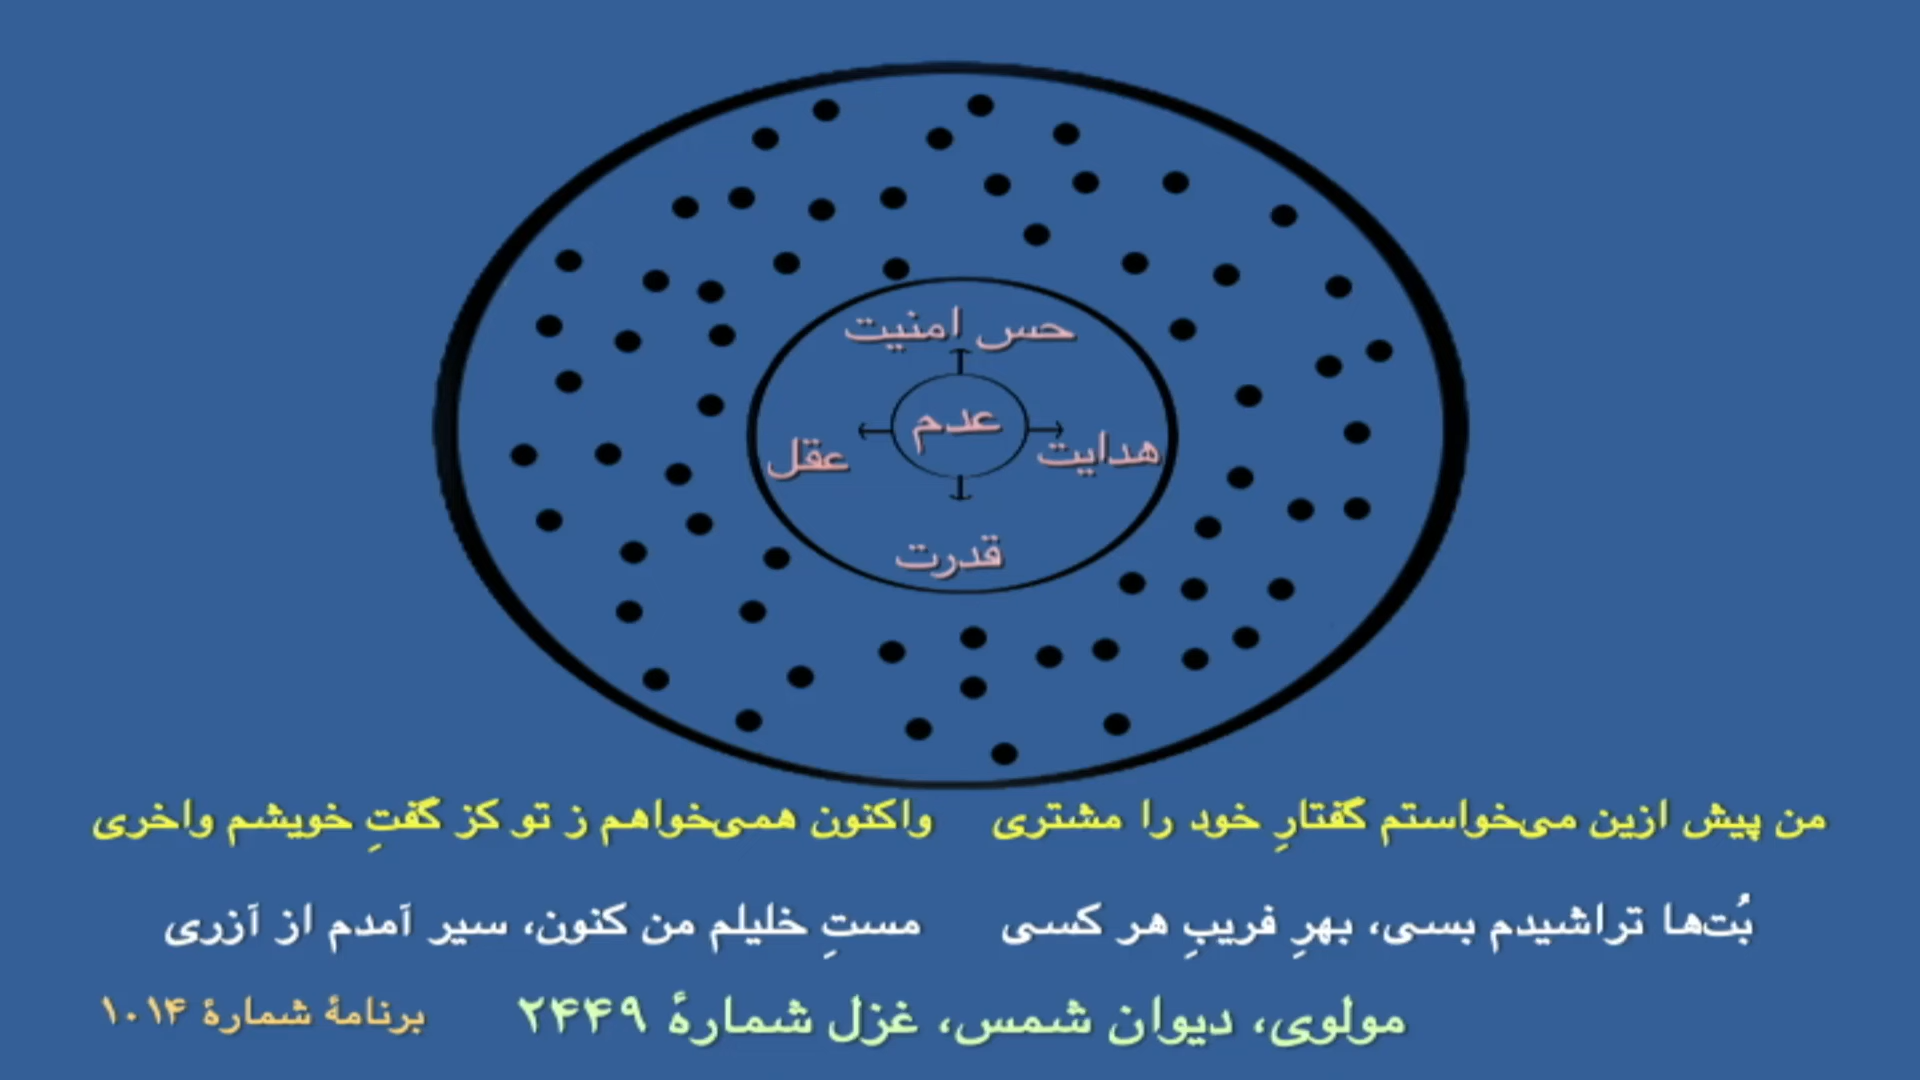 حس امنیت
عدم
هدایت
عقل
قدرت
من پیش ازین می‌خواستم گفتارِ خود را مشتری واکنون همی‌خواهم ز تو کز گفتِ خویشم واخری
بُت‌ها تراشیدم بسی، بهرِ فریبِ هر کسی مستِ خلیلم من کنون، سیر آمدم از آزری
مولوی، دیوان شمس، غزل شمارهٔ ۲۴۴۹ برنامهٔ شمارهٔ ۱۰۱۴